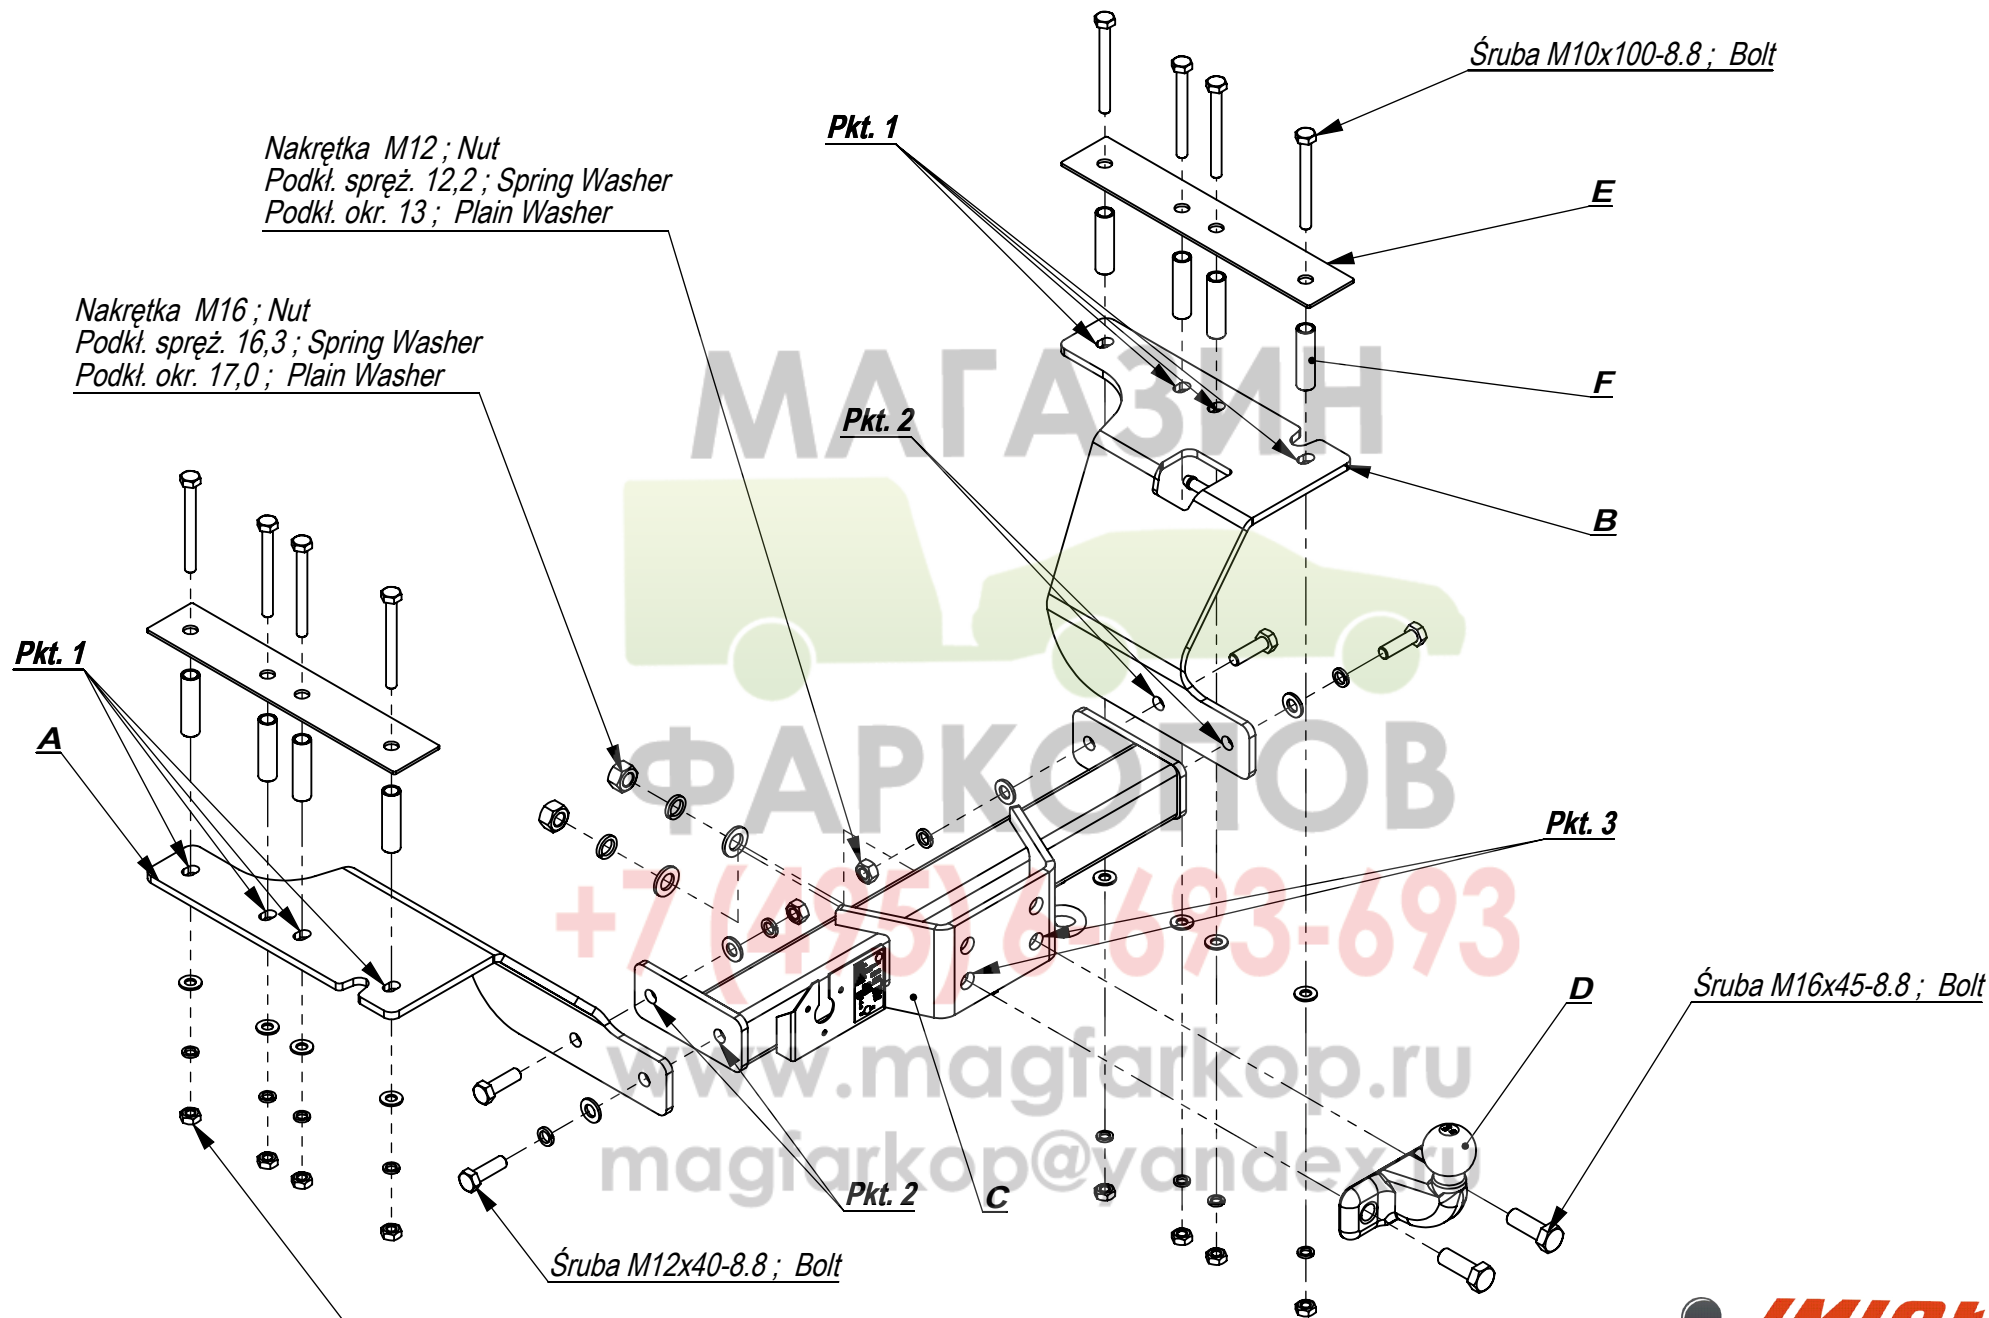 Śruba M10x100-8.8 ; Bolt
Pkt. 1
Nakrętka M12 ; Nut
Podkł. spręż. 12,2 ; Spring Washer
Podkł. okr. 13 ; Plain Washer
E
Nakrętka M16 ; Nut
Podkł. spręż. 16,3 ; Spring Washer
Podkł. okr. 17,0 ; Plain Washer
МАГАЗИН
F
Pkt. 2
B
Pkt. 1
A
ФАРКОПОВ
Pkt. 3
+7 (495) 6-693-693
D
Śruba M16x45-8.8 ; Bolt
www.magfarkop.ru
magfarkop@yandex.ru
Pkt. 2
C
Śruba M12x40-8.8 ; Bolt